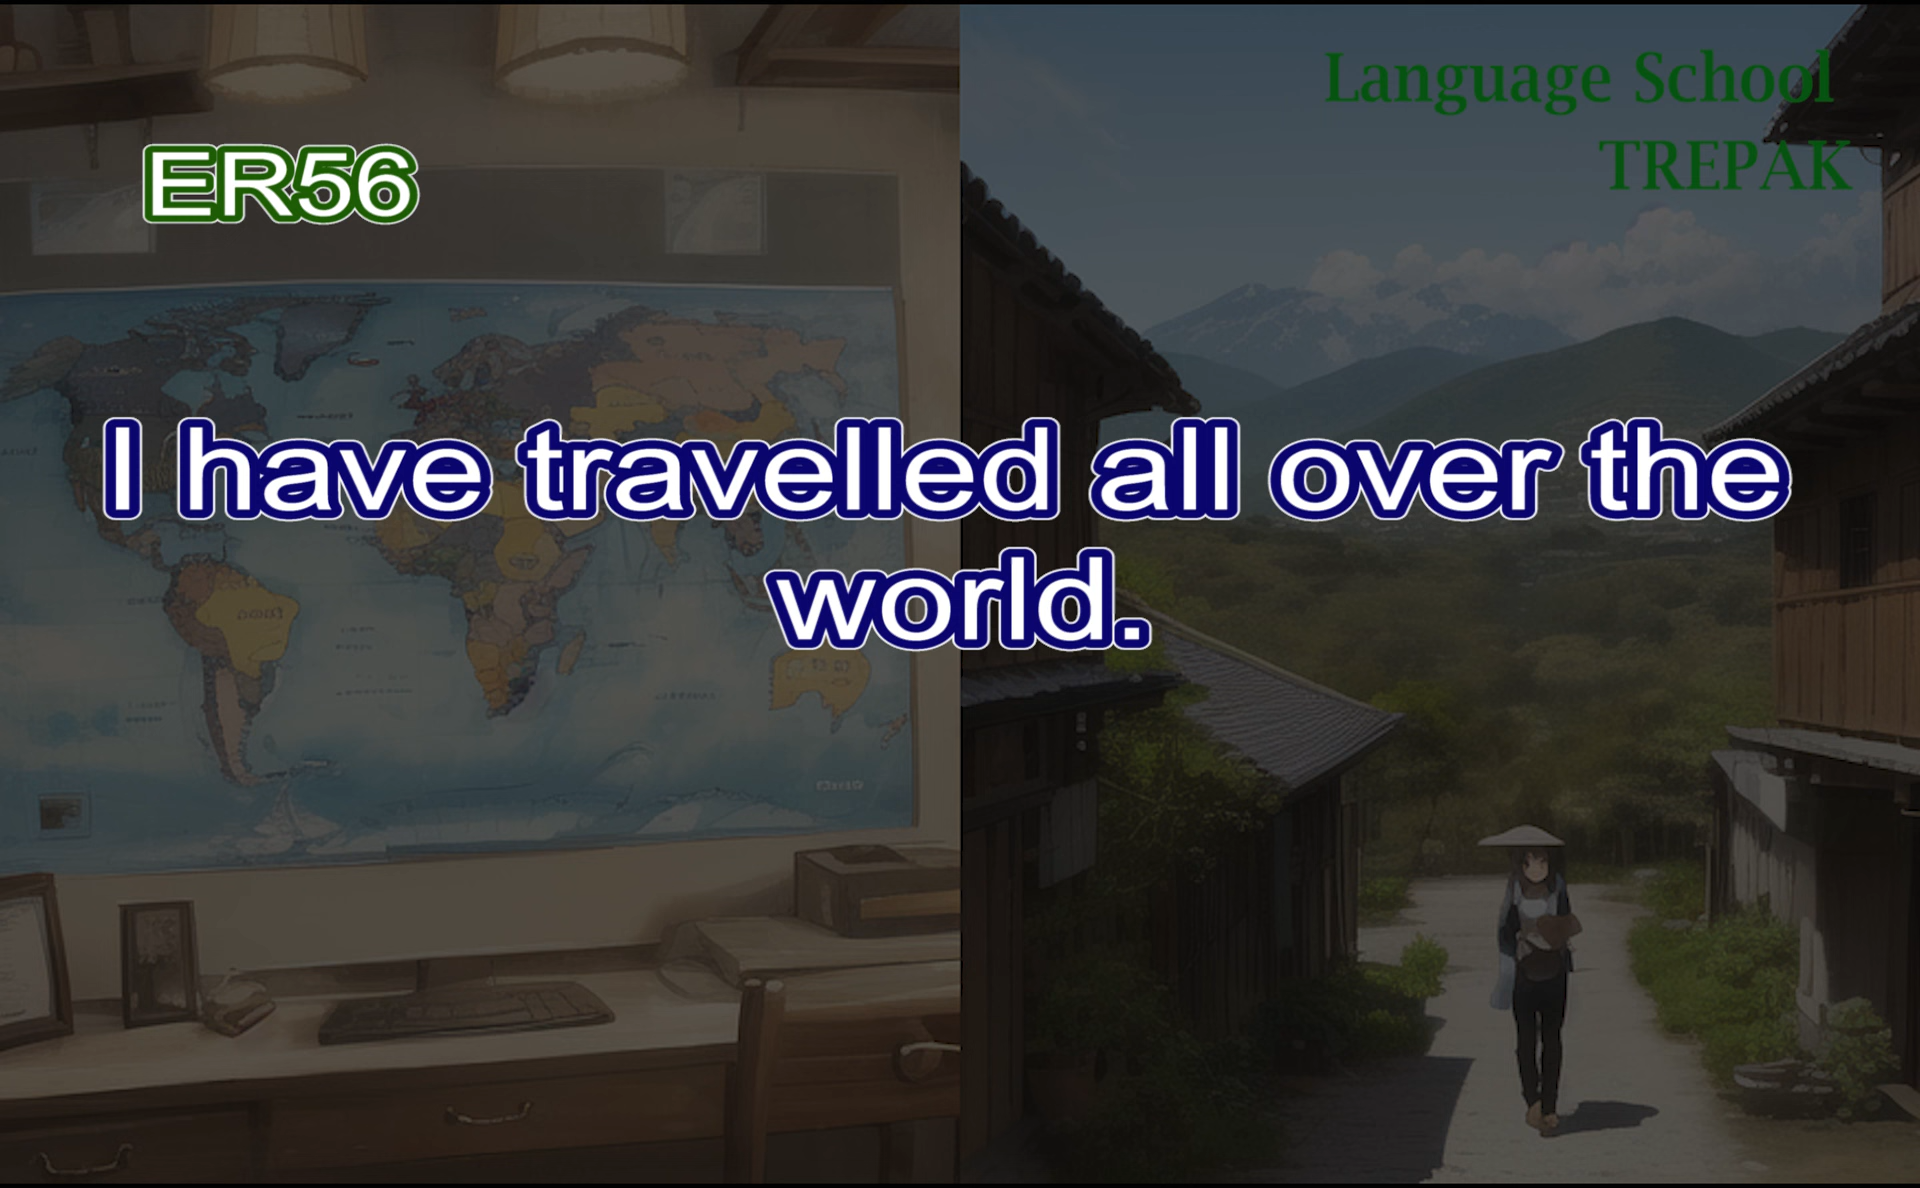 Language School
TREPAK
ER56
I have travelled all over the
world.